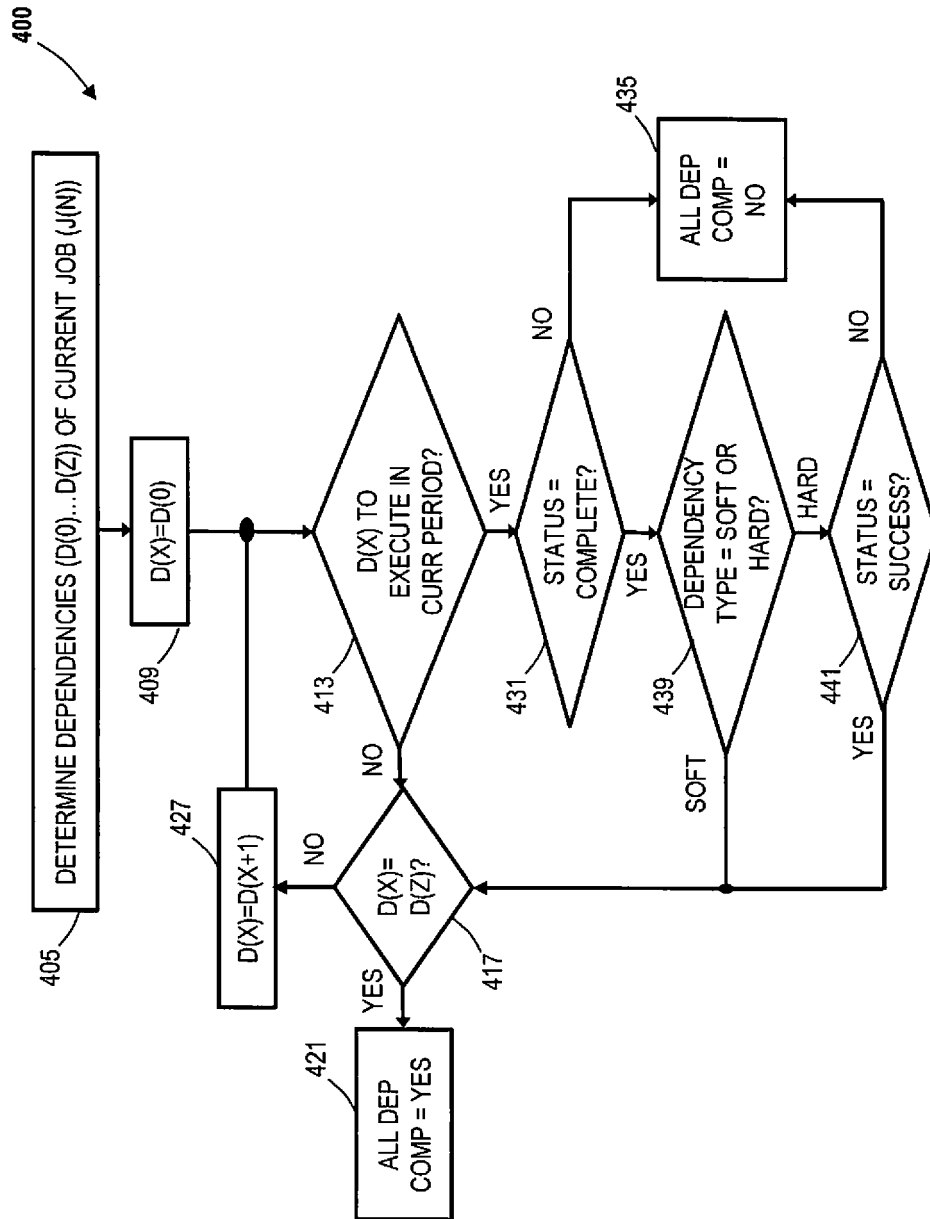 400
DETERMINE DEPENDENCIES (D(0)...D(Z)) OF CURRENT JOB (J(N))
405
D(X)=D(0)
409
D(X)=D(X+1)
427
D(X) TO
EXECUTE IN
CURR PERIOD?
413
NO
YES
D(X)=
D(Z)?
417
NO
YES
ALL DEP
COMP = YES
421
STATUS =
COMPLETE?
431
NO
YES
ALL DEP
COMP =
NO
435
DEPENDENCY
TYPE = SOFT OR
HARD?
439
SOFT
HARD
STATUS =
SUCCESS?
441
YES
NO